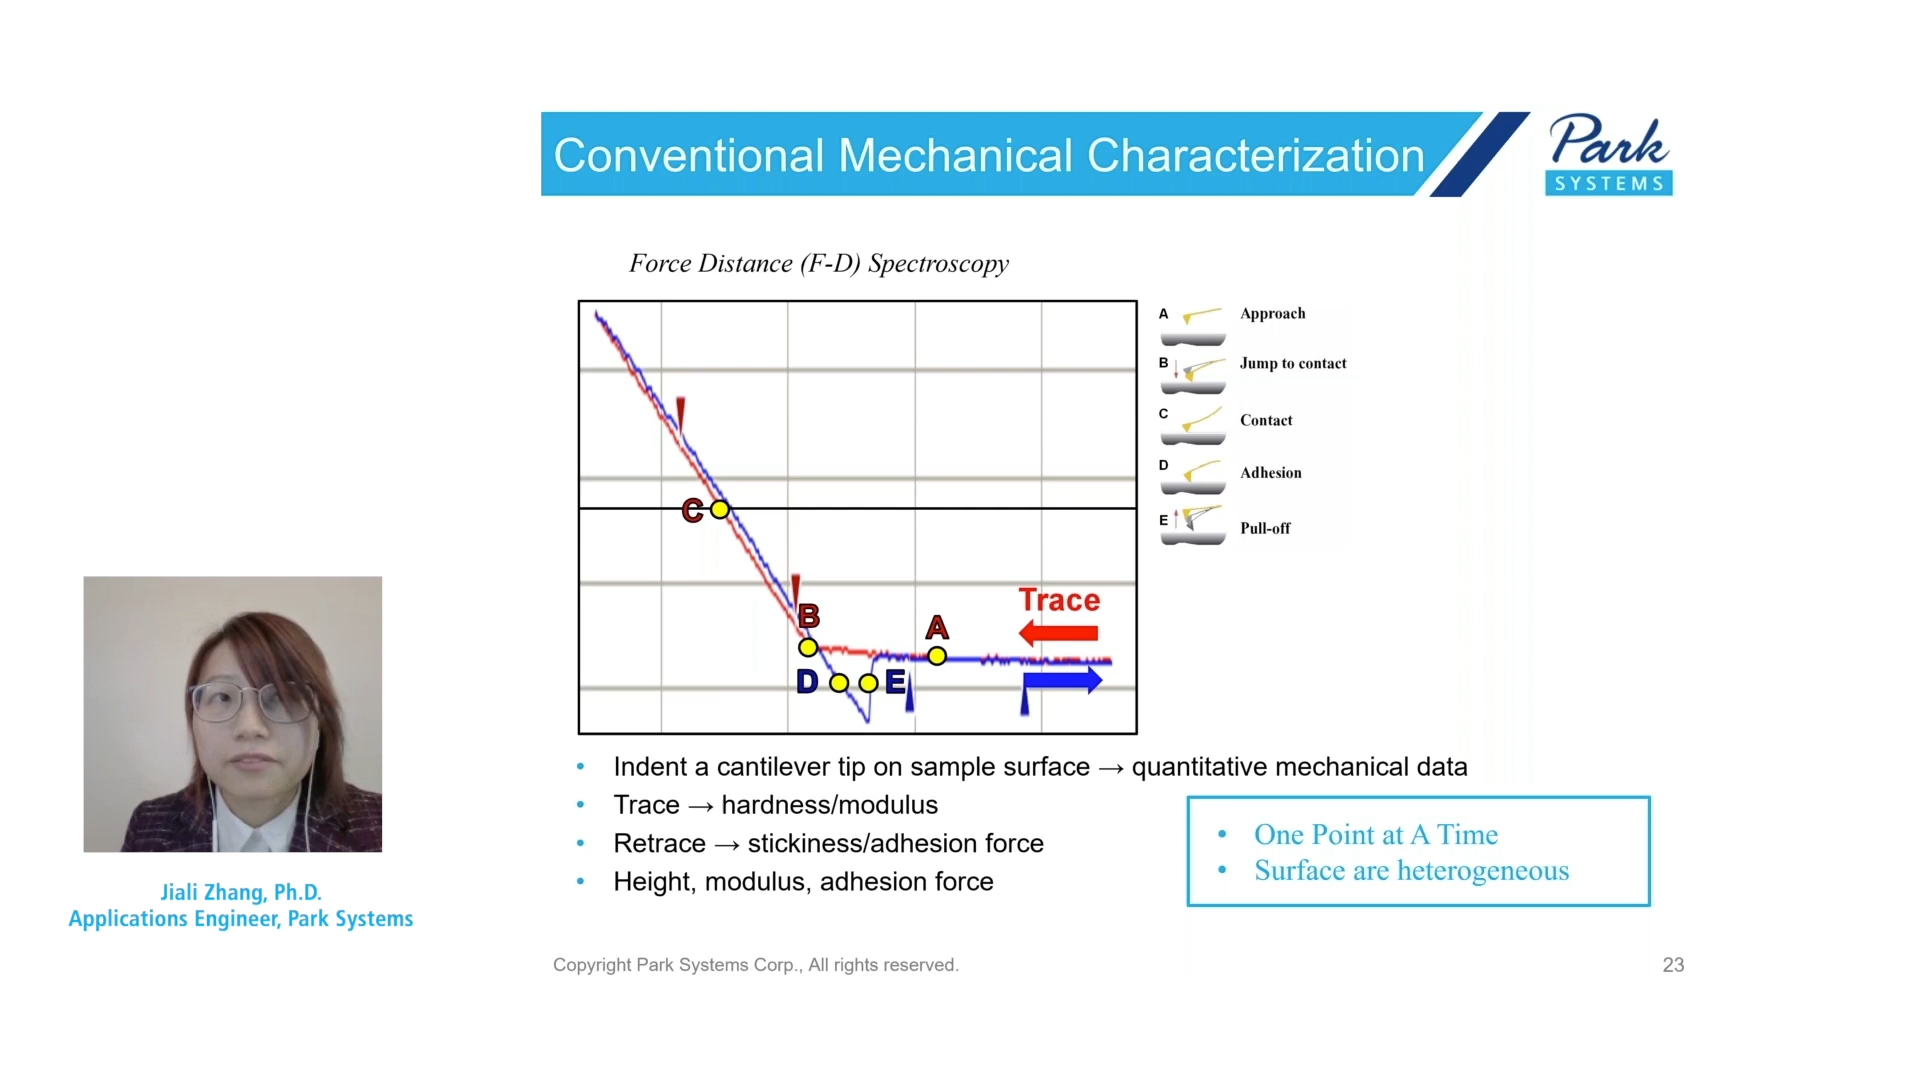 Conventional Mechanical Characterization
Park
SYSTEMS
Force Distance (F-D) Spectroscopy
A Approach
B Jump to contact
C Contact
D Adhesion
E Pull-off
C
B
A
Trace
D
E
• Indent a cantilever tip on sample surface → quantitative mechanical data
• Trace → hardness/modulus
• Retrace → stickiness/adhesion force
• Height, modulus, adhesion force
• One Point at A Time
• Surface are heterogeneous
Jiali Zhang, Ph.D.
Applications Engineer, Park Systems
Copyright Park Systems Corp., All rights reserved.
23